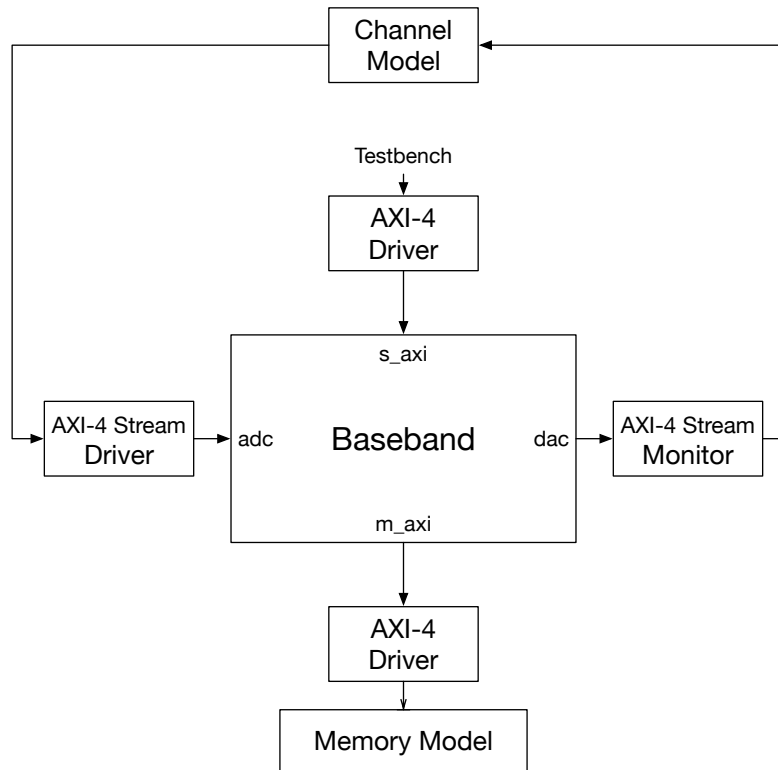 Channel
Model
Testbench
AXI-4
Driver
s_axi
AXI-4 Stream
Driver
adc
Baseband
dac
AXI-4 Stream
Monitor
m_axi
AXI-4
Driver
Memory Model